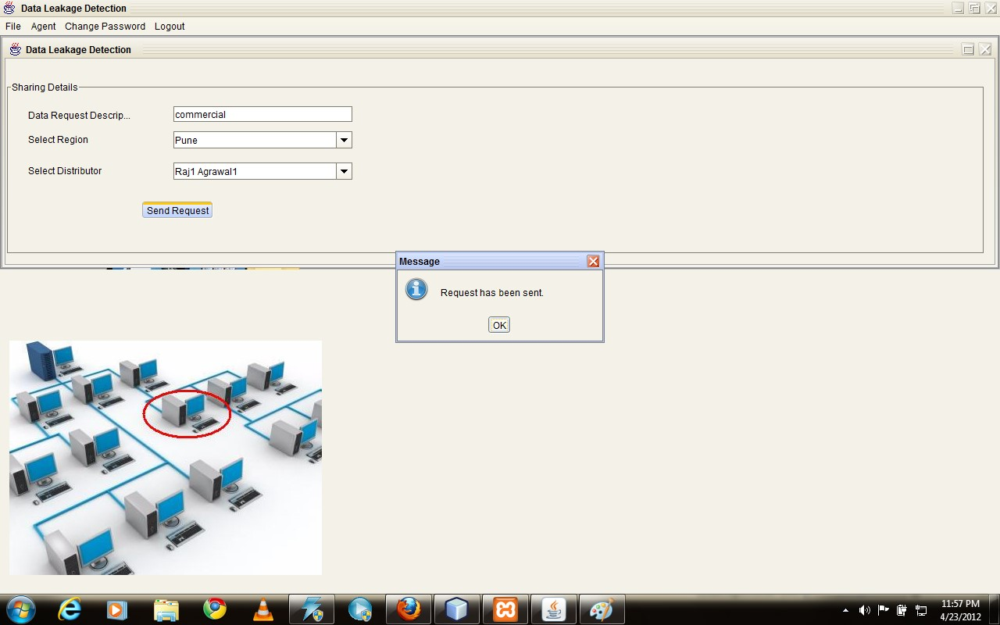 Data Leakage Detection
File Agent Change Password Logout
Data Leakage Detection
Sharing Details
Data Request Descrip... commercial
Select Region Pune
Select Distributor Raj1 Agrawal1
Send Request
Message
Request has been sent.
OK
11:57 PM
4/23/2012